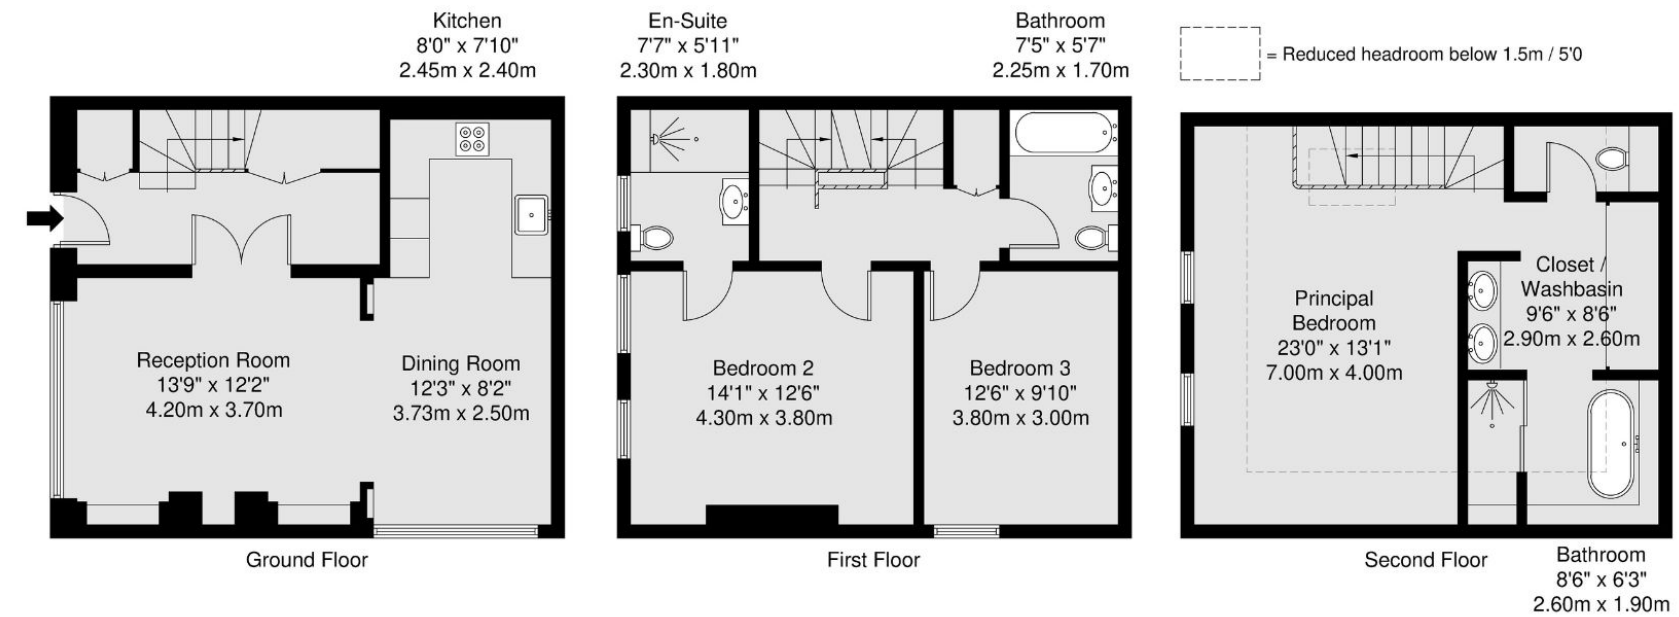 Kitchen
8'0" x 7'10"
2.45m x 2.40m
En-Suite
7'7" x 5'11"
2.30m x 1.80m
Bathroom
7'5" x 5'7"
2.25m x 1.70m
= Reduced headroom below 1.5m / 5'0
Reception Room
13'9" x 12'2"
4.20m x 3.70m
Dining Room
12'3" x 8'2"
3.73m x 2.50m
Ground Floor
Bedroom 2
14'1" x 12'6"
4.30m x 3.80m
Bedroom 3
12'6" x 9'10"
3.80m x 3.00m
First Floor
Principal
Bedroom
23'0" x 13'1"
7.00m x 4.00m
Closet /
Washbasin
9'6" x 8'6"
2.90m x 2.60m
Second Floor
Bathroom
8'6" x 6'3"
2.60m x 1.90m